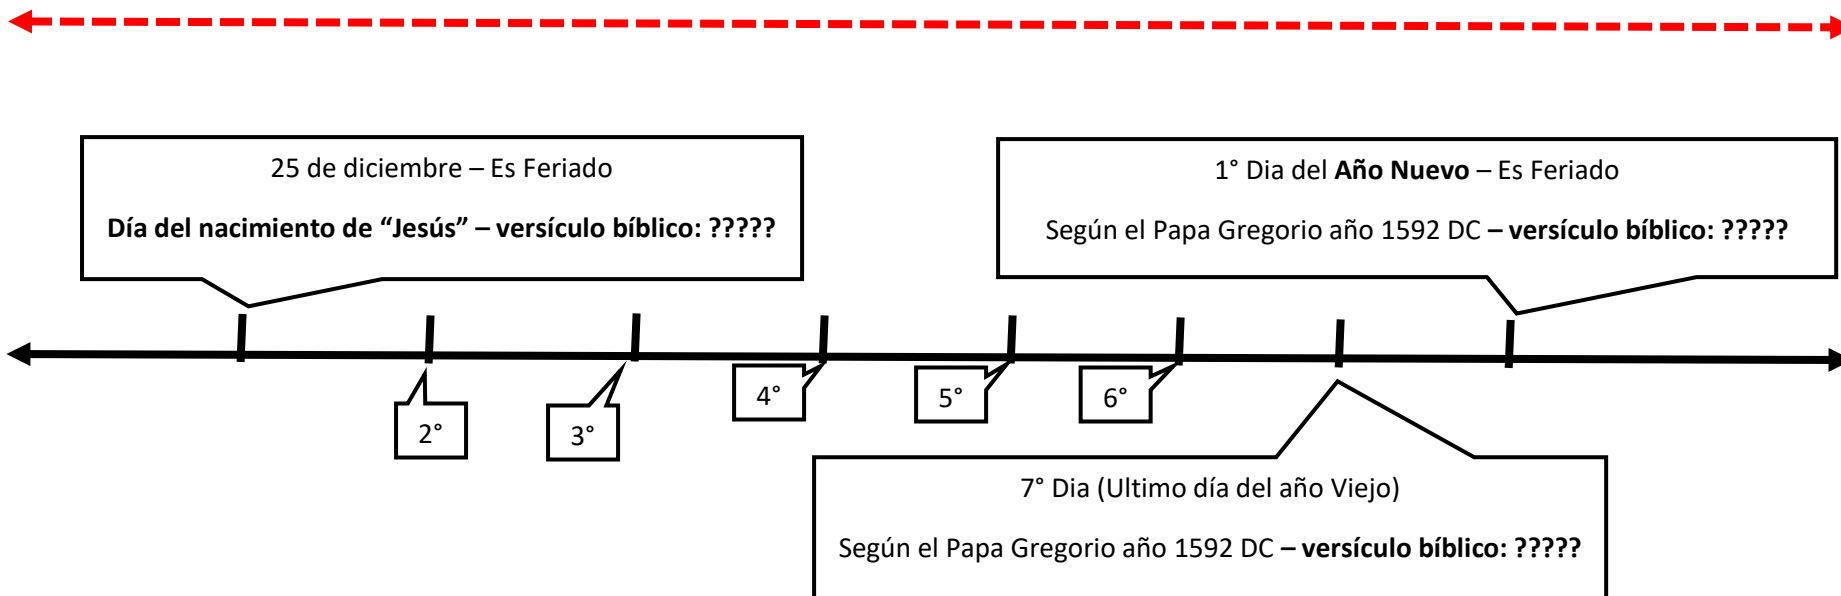 25 de diciembre – Es Feriado
Día del nacimiento de “Jesús” – versículo bíblico: ?????
1° Dia del Año Nuevo – Es Feriado
Según el Papa Gregorio año 1592 DC – versículo bíblico: ?????
2°
3°
4°
5°
6°
7° Dia (Ultimo día del año Viejo)
Según el Papa Gregorio año 1592 DC – versículo bíblico: ?????